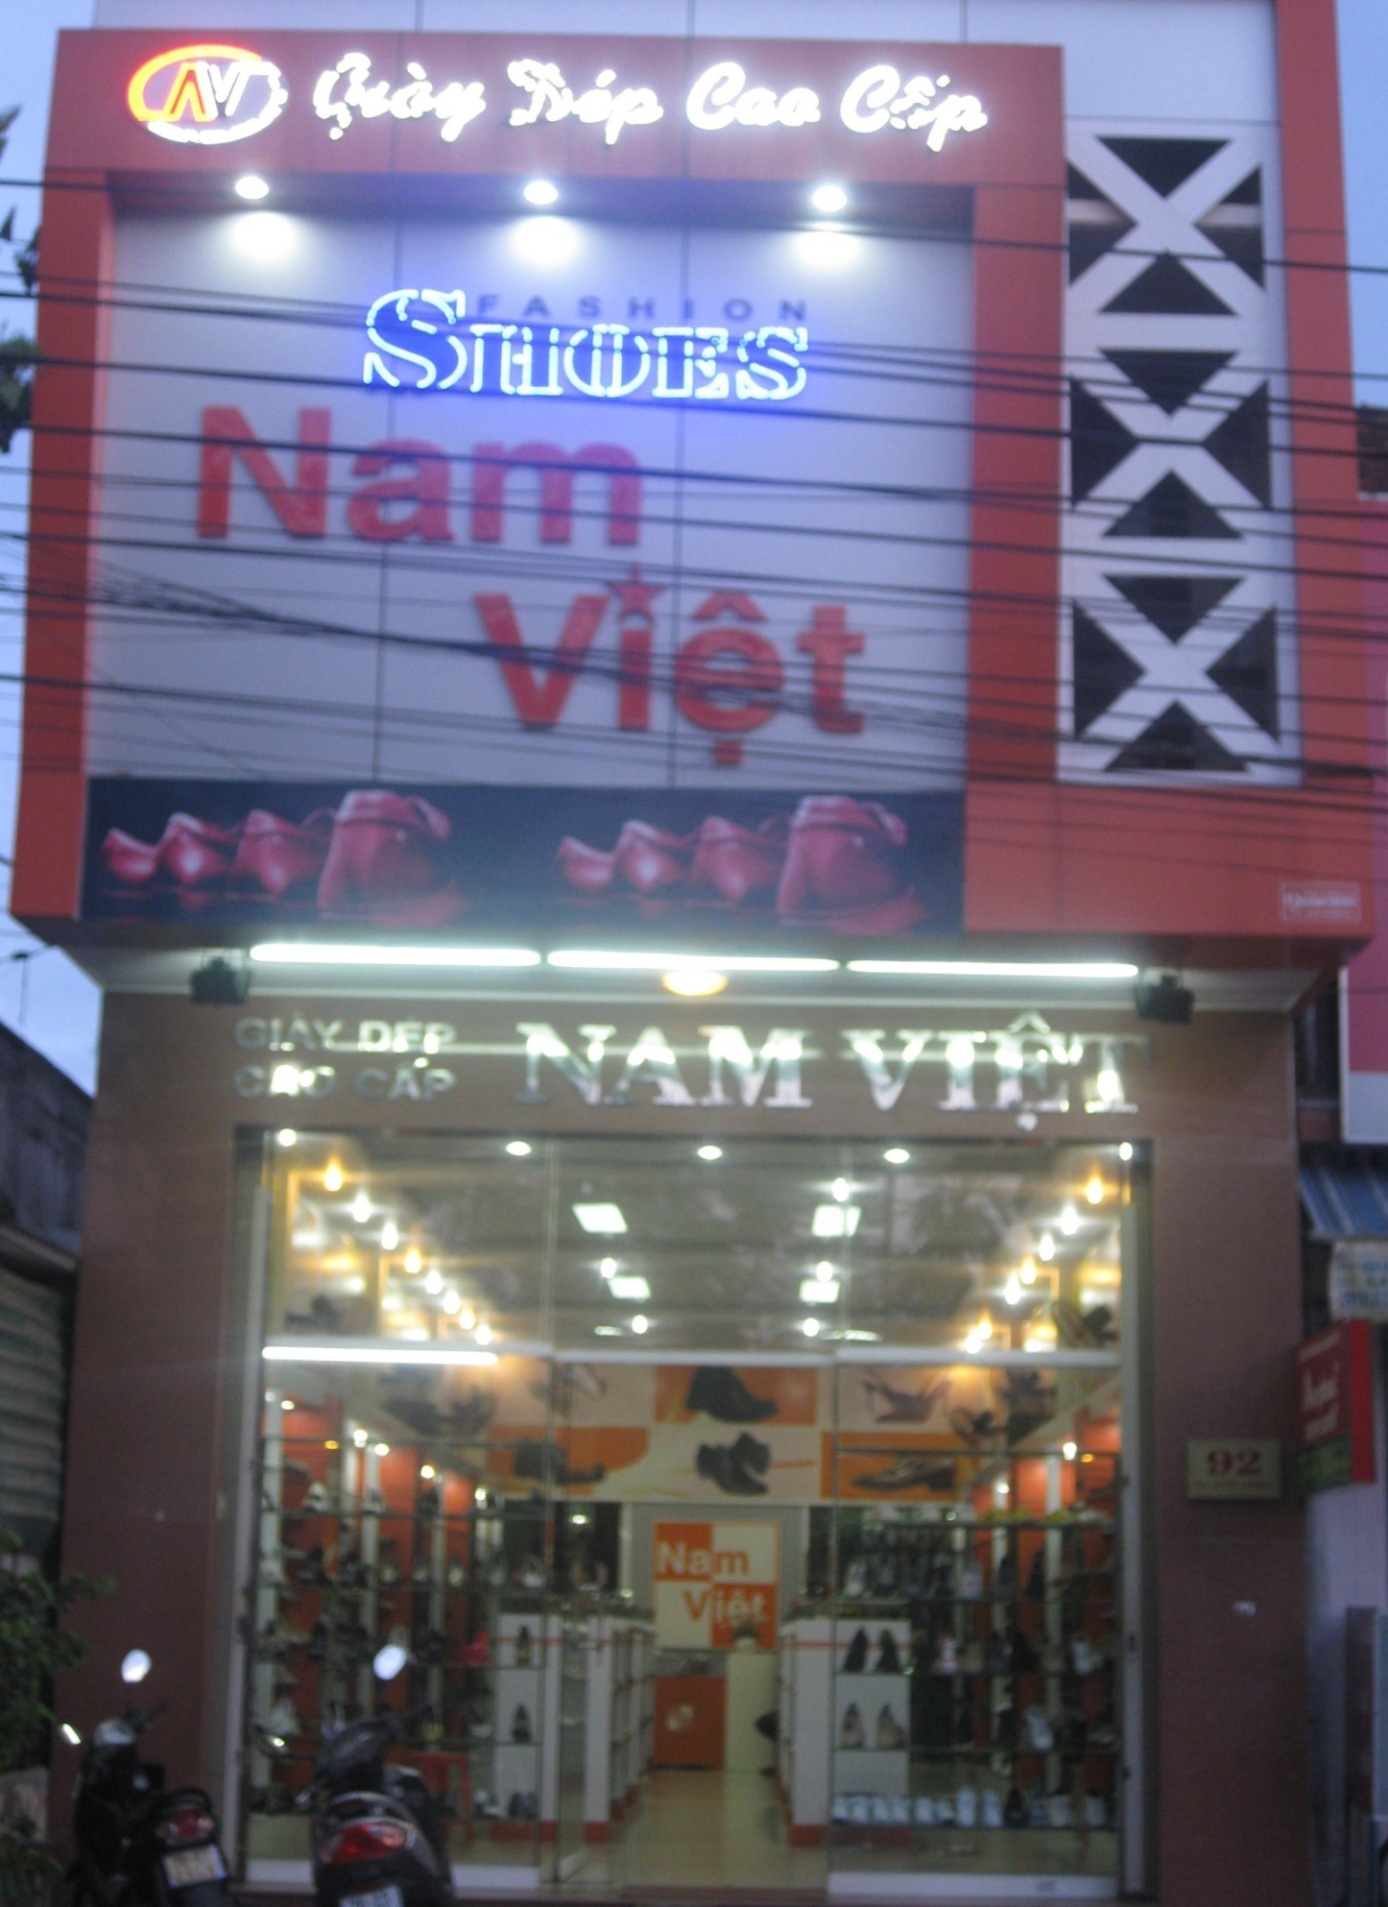 NV Giày Dép Cao Cấp
FASHION
SHOES
Nam
Việt
GIÀY DÉP
CAO CẤP
NAM VIỆT
92
Nam
Việt